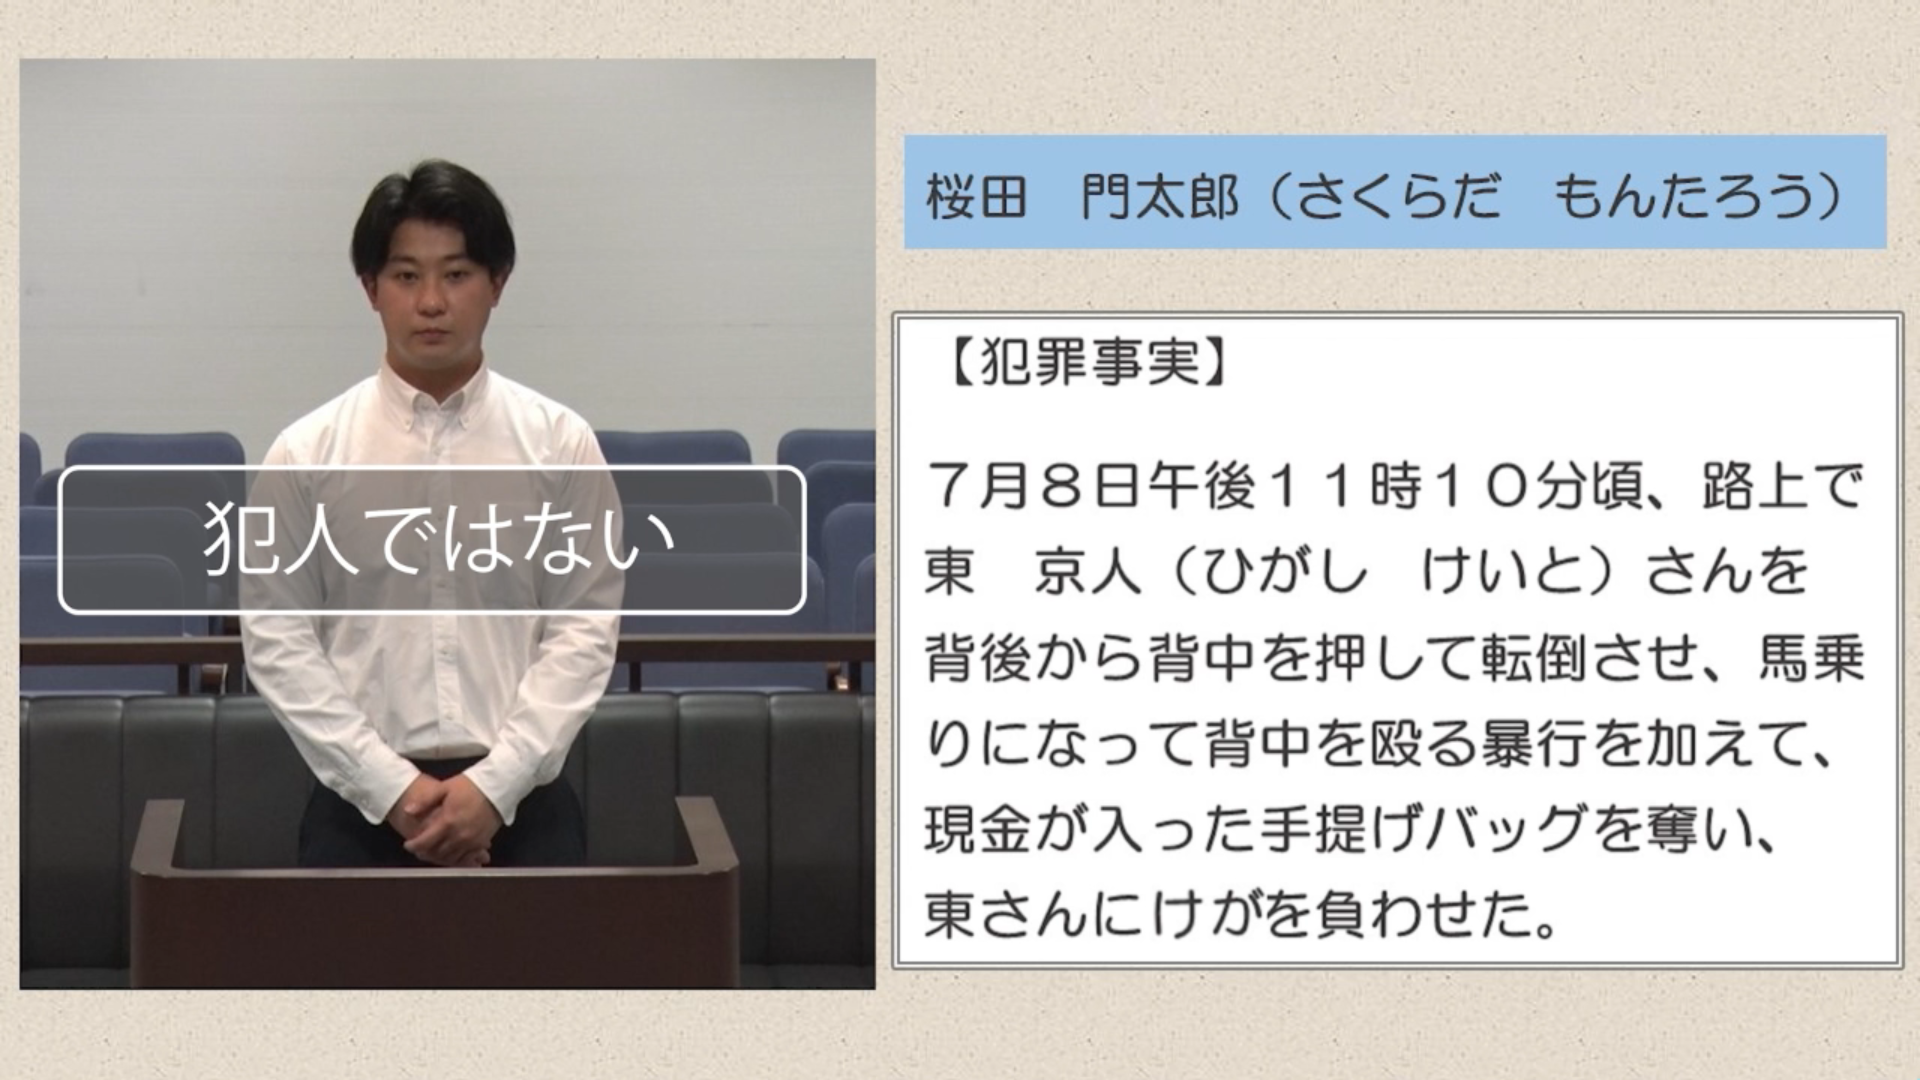 桜田　門太郎（さくらだ　もんたろう）
犯人ではない
【犯罪事実】
７月８日午後１１時１０分頃、路上で
東　京人（ひがし　けいと）さんを
背後から背中を押して転倒させ、馬乗
りになって背中を殴る暴行を加えて、
現金が入った手提げバッグを奪い、
東さんにけがを負わせた。